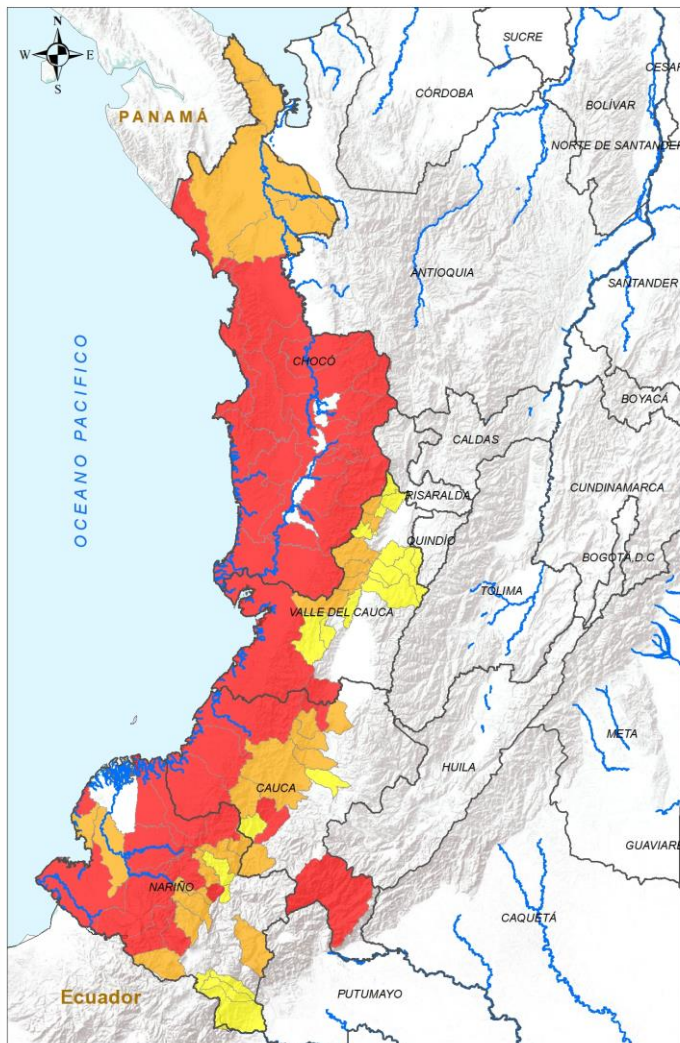 N
W E
S
SUCRE
CESAR
CÓRDOBA
BOLÍVAR
PANAMÁ
NORTE DE SANTANDER
ANTIOQUIA
SANTANDER
OCEANO PACIFICO
CHOCÓ
BOYACÁ
CALDAS
CUNDINAMARCA
RISARALDA
QUINDÍO
BOGOTÁ, D.C.
TOLIMA
VALLE DEL CAUCA
META
HUILA
CAUCA
GUAVIARE
NARIÑO
CAQUETÁ
Ecuador
PUTUMAYO